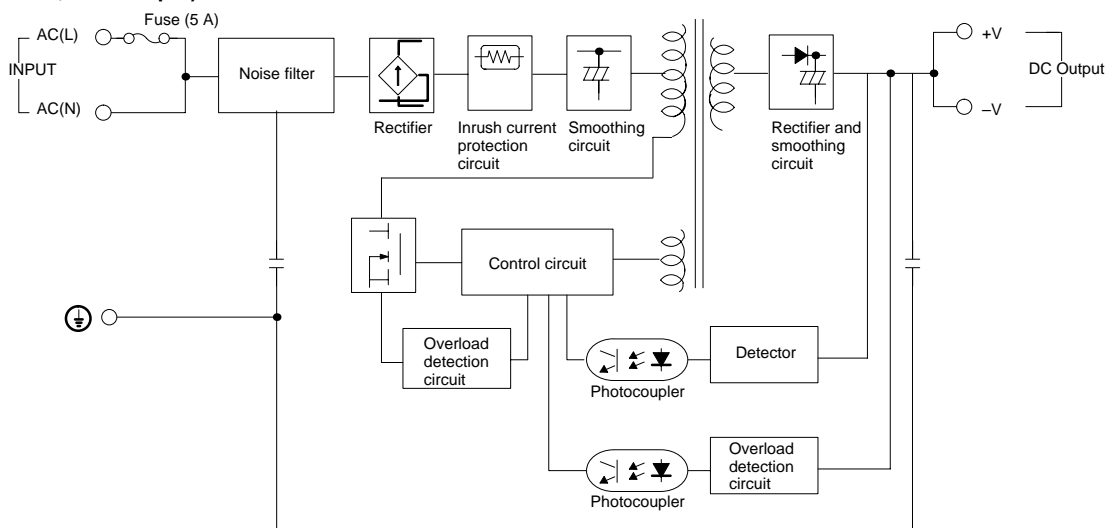 Fuse (5 A)
AC(L)
INPUT
AC(N)
Noise filter
Rectifier
Inrush current
protection
circuit
Smoothing
circuit
Rectifier and
smoothing
circuit
+V
DC Output
–V
Control circuit
Overload
detection
circuit
Photocoupler
Detector
Photocoupler
Overload
detection
circuit